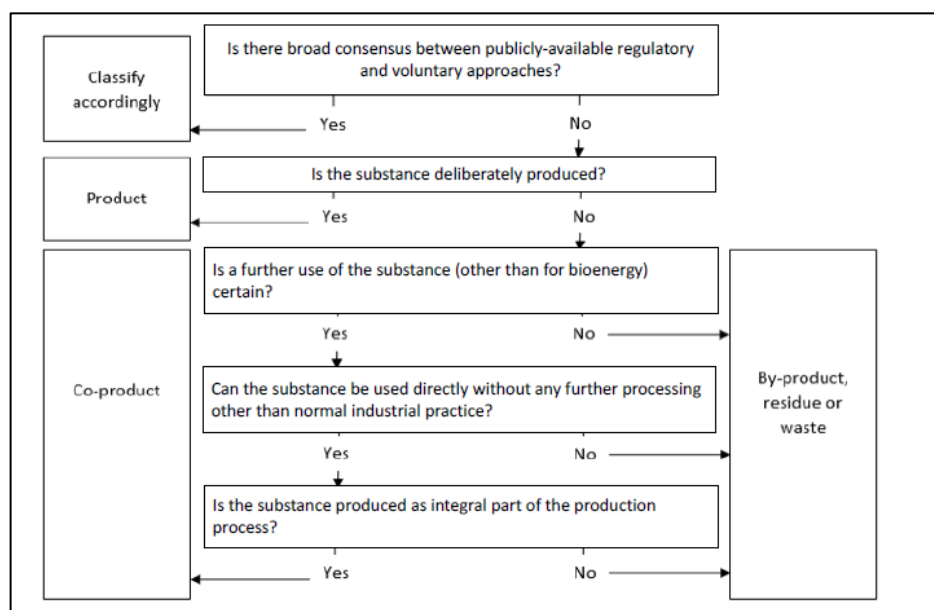 Is there broad consensus between publicly-available regulatory
and voluntary approaches?
Classify
accordingly
Yes
No
Is the substance deliberately produced?
Product
Yes
No
Is a further use of the substance (other than for bioenergy)
certain?
Yes
No
Co-product
Can the substance be used directly without any further processing
other than normal industrial practice?
By-product,
residue or
waste
Yes
No
Is the substance produced as integral part of the production
process?
Yes
No